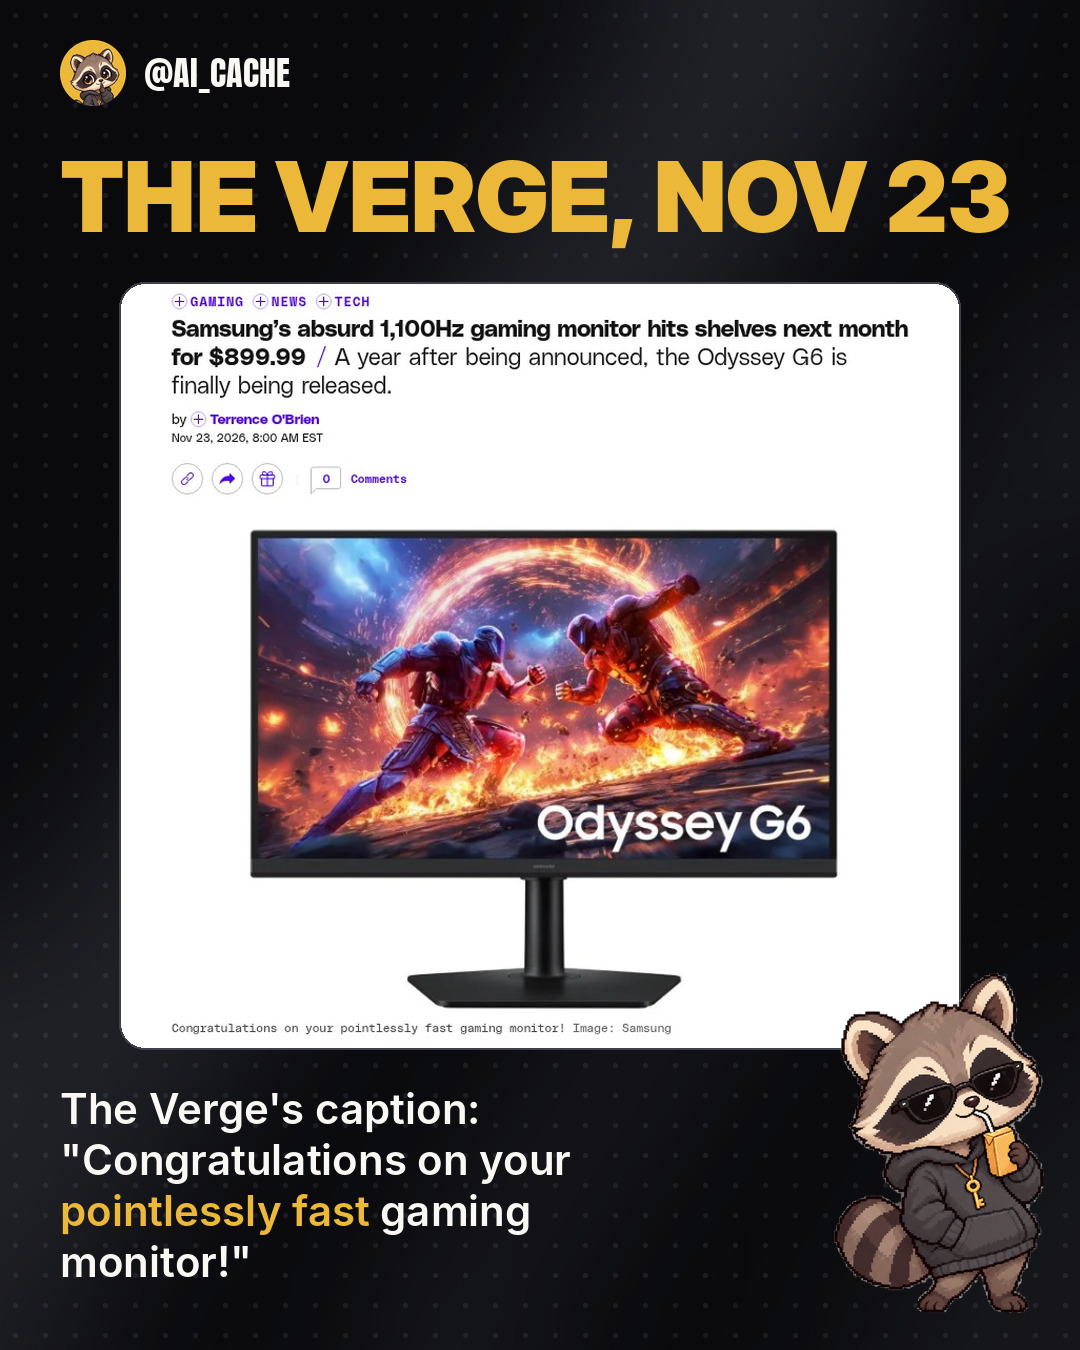 @AI_CACHE
THE VERGE, NOV 23
GAMING NEWS TECH
Samsung's absurd 1,100Hz gaming monitor hits shelves next month
for $899.99 / A year after being announced, the Odyssey G6 is
finally being released.
by Terrence O'Brien
Nov 23, 2026, 8:00 AM EST
0 Comments
Odyssey G6
SAMSUNG
Congratulations on your pointlessly fast gaming monitor! Image: Samsung
The Verge's caption:
"Congratulations on your
pointlessly fast gaming
monitor!"